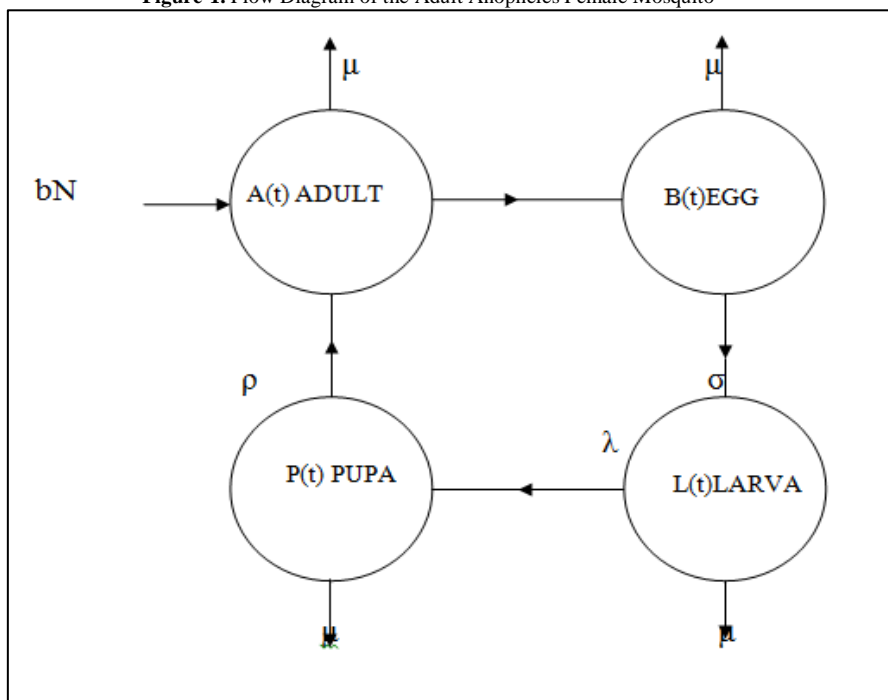 Figure 1. Flow Diagram of the Adult Anopheles Female Mosquito
μ
μ
bN
A(t) ADULT
B(t)EGG
ρ
σ
λ
P(t) PUPA
L(t)LARVA
μ
μ